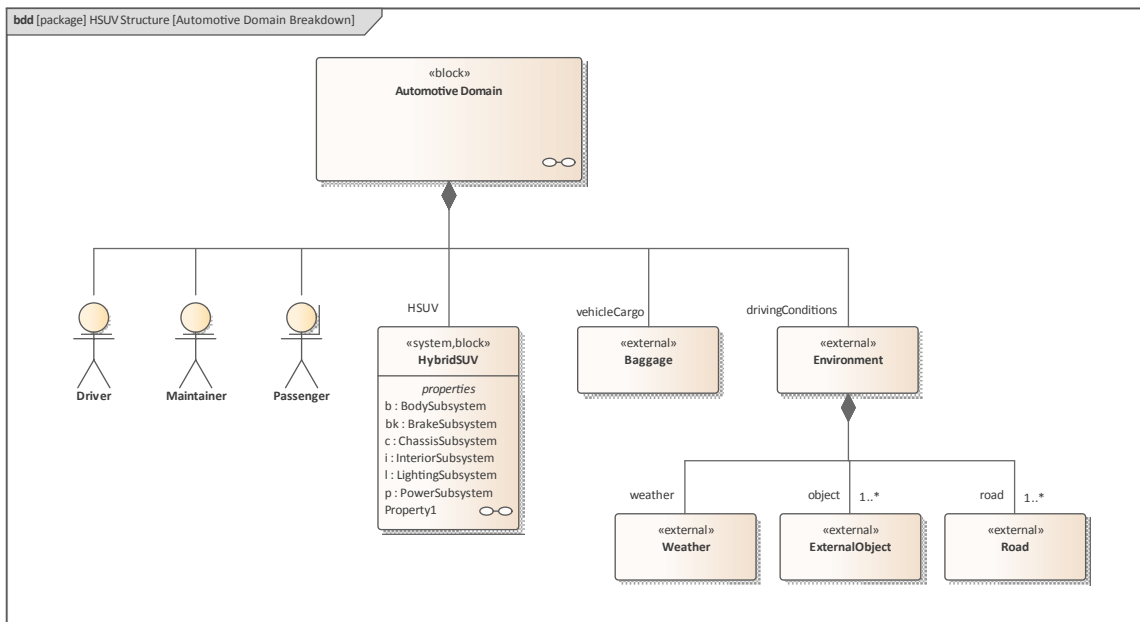 bdd [package] HSUV Structure [Automotive Domain Breakdown]
«block»
Automotive Domain
HSUV
vehicleCargo
drivingConditions
Driver
Maintainer
Passenger
«system,block»
HybridSUV
properties
b : BodySubsystem
bk : BrakeSubsystem
c : ChassisSubsystem
i : InteriorSubsystem
l : LightingSubsystem
p : PowerSubsystem
Property1
«external»
Baggage
«external»
Environment
weather
object
1..*
road
1..*
«external»
Weather
«external»
ExternalObject
«external»
Road